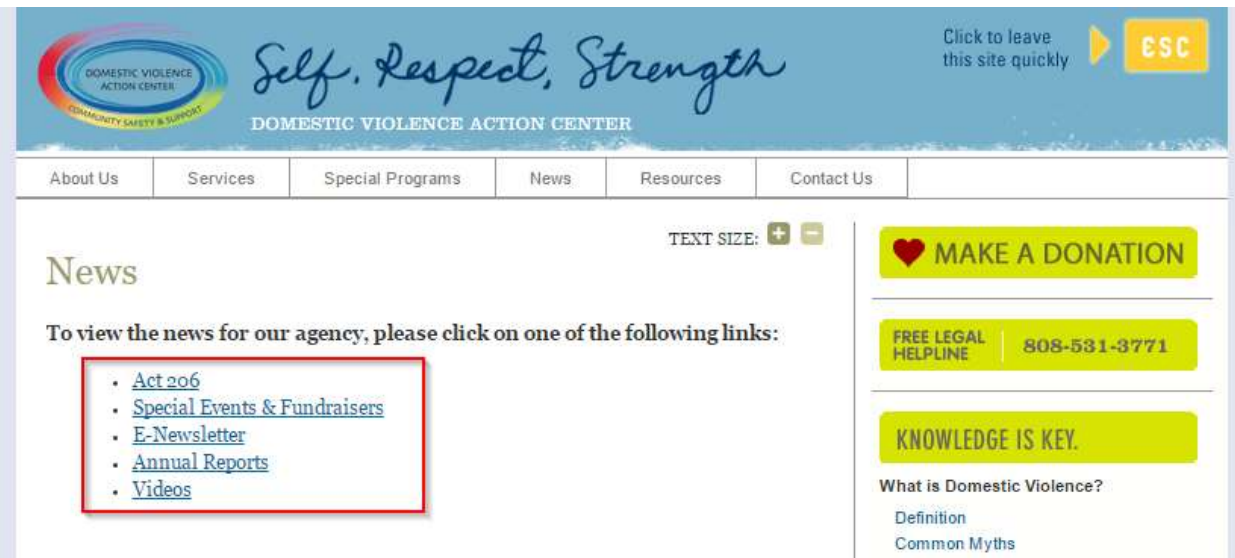 DOMESTIC VIOLENCE
ACTION CENTER
COMMUNITY SAFETY & SUPPORT
Self, Respect, Strength
DOMESTIC VIOLENCE ACTION CENTER
Click to leave
this site quickly
ESC
About Us
Services
Special Programs
News
Resources
Contact Us
TEXT SIZE: + −
News
To view the news for our agency, please click on one of the following links:
• Act 206
• Special Events & Fundraisers
• E-Newsletter
• Annual Reports
• Videos
MAKE A DONATION
FREE LEGAL
HELPLINE
808-531-3771
KNOWLEDGE IS KEY.
What is Domestic Violence?
Definition
Common Myths